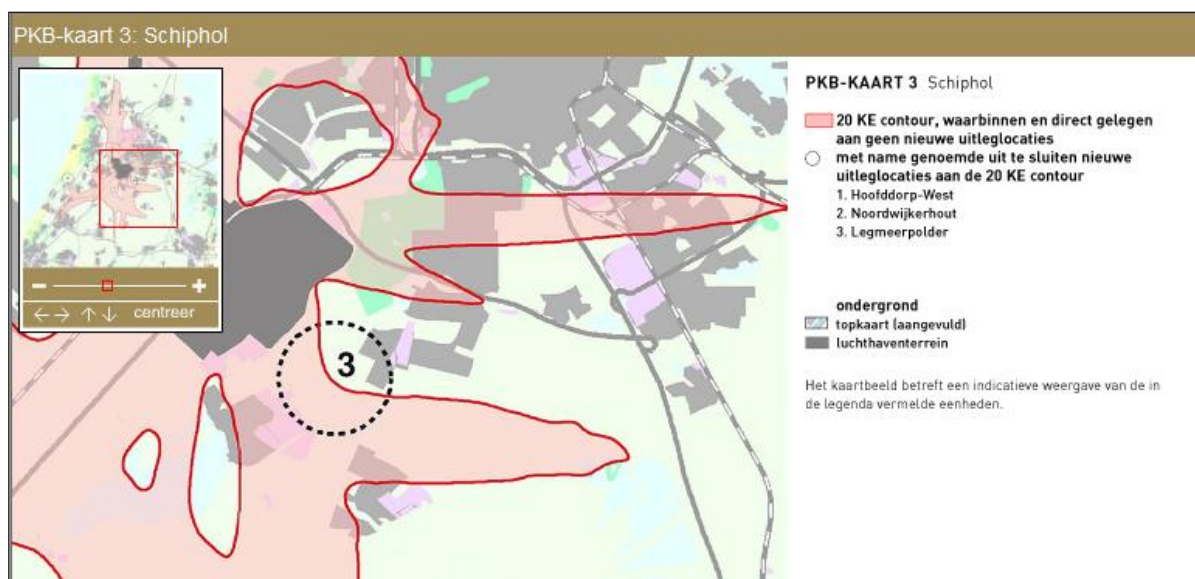 PKB-kaart 3: Schiphol
centreer
3
PKB-KAART 3 Schiphol
20 KE contour, waarbinnen en direct gelegen
aan geen nieuwe uitleglocaties
met name genoemde uit te sluiten nieuwe
uitleglocaties aan de 20 KE contour
1. Hoofddorp-West
2. Noordwijkerhout
3. Legmeerpolder
ondergrond
topkaart (aangevuld)
luchthaventerrein
Het kaartbeeld betreft een indicatieve weergave van de in
de legenda vermelde eenheden.